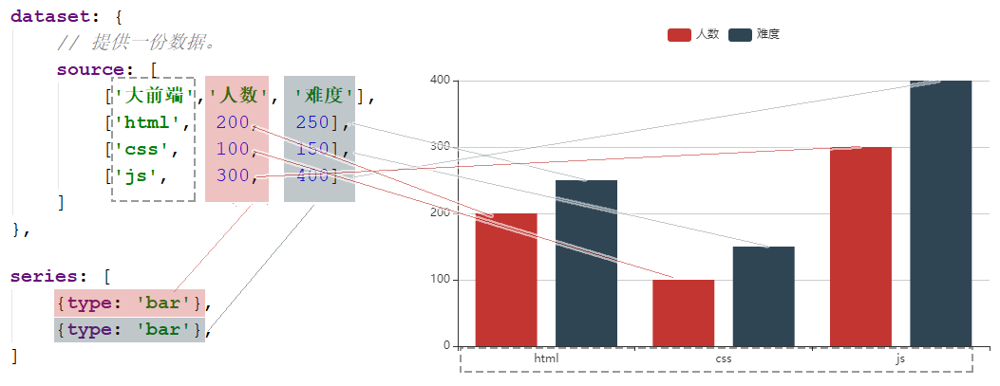 dataset: {
// 提供一份数据。
source: [
['大前端','人数', '难度'],
['html', 200, 250],
['css', 100, 150],
['js', 300, 400]
]
},
series: [
{type: 'bar'},
{type: 'bar'},
]
人数 难度
400
300
200
100
0
html css js